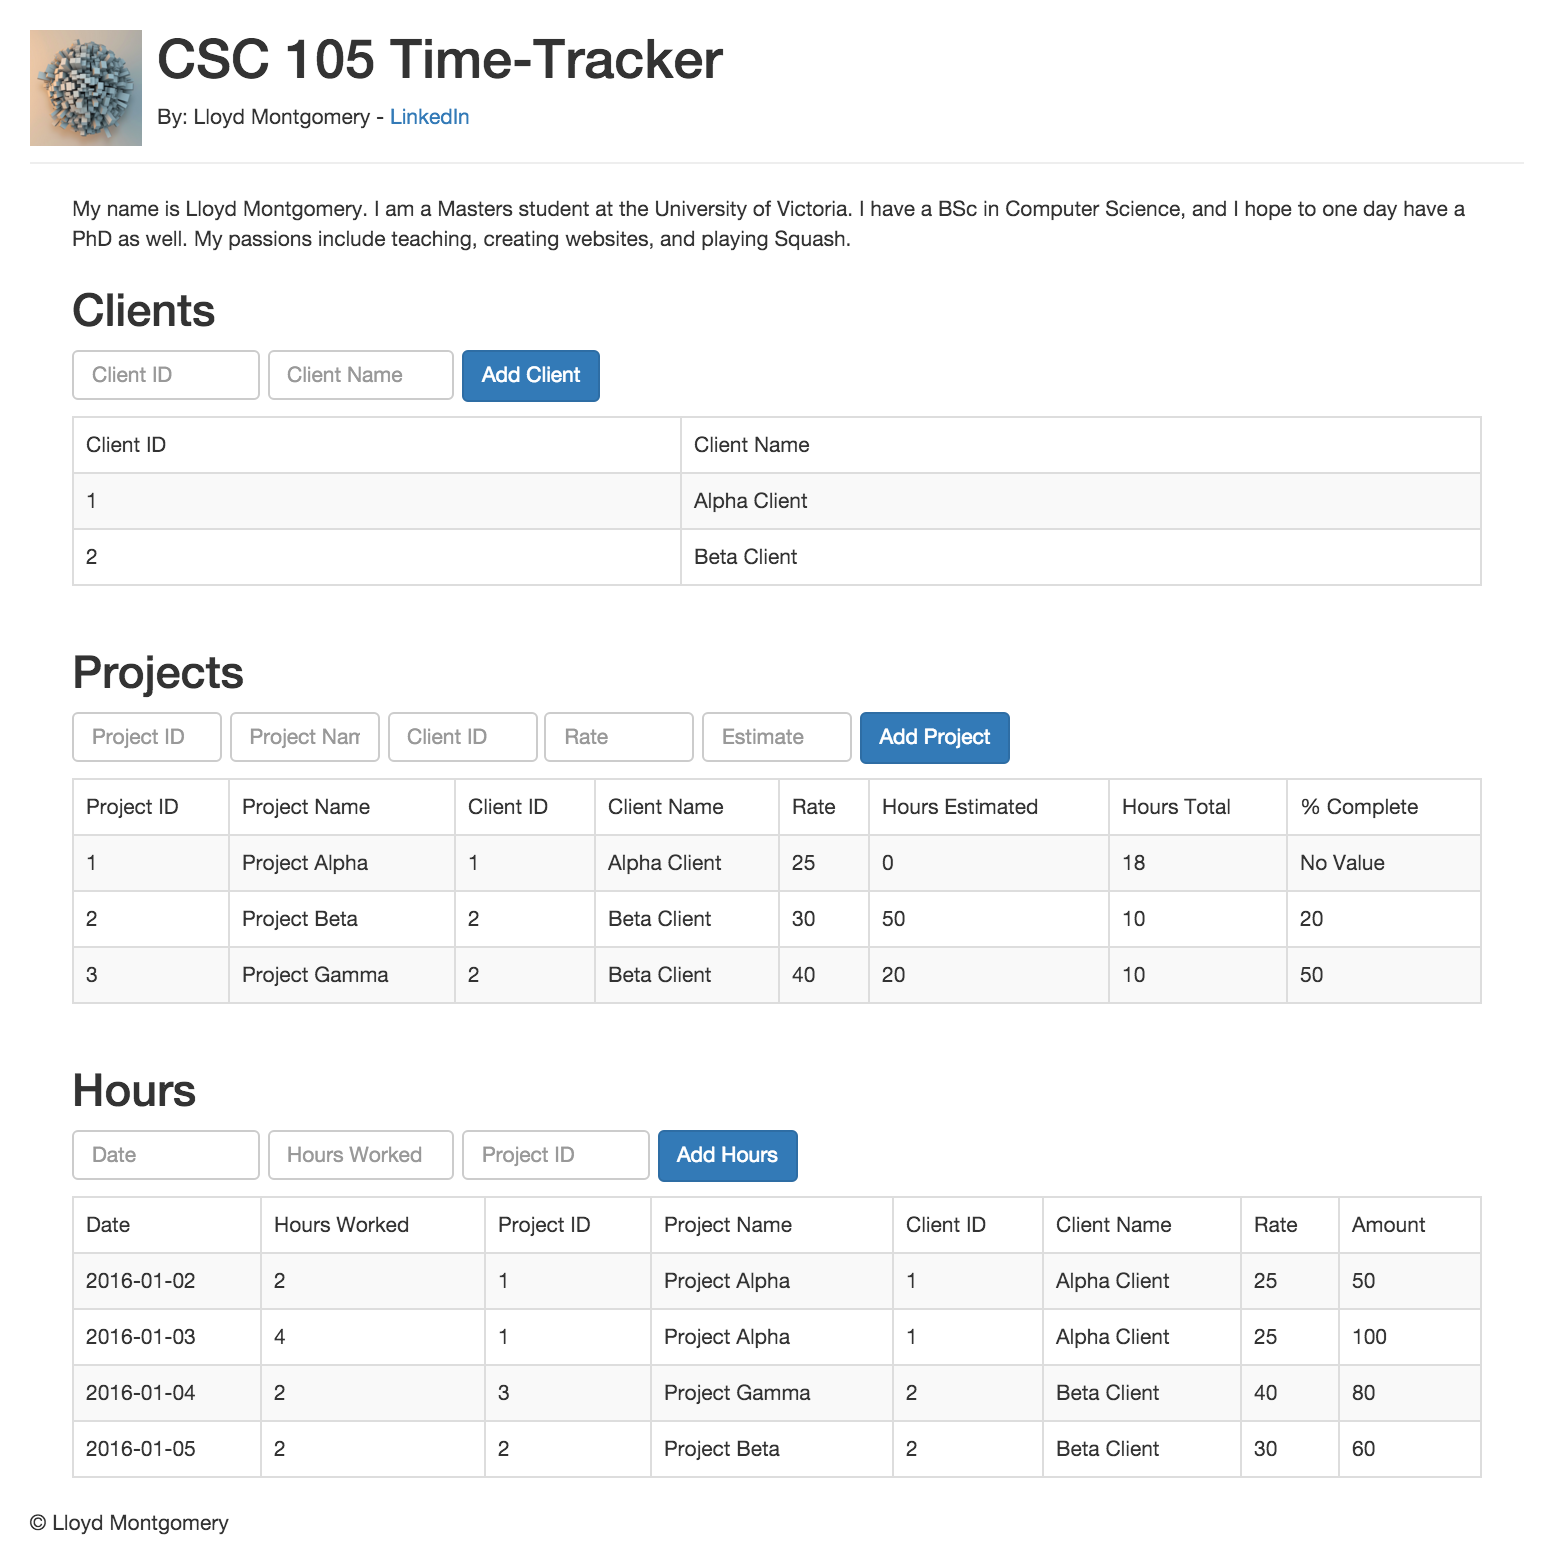 CSC 105 Time-Tracker
By: Lloyd Montgomery - LinkedIn
My name is Lloyd Montgomery. I am a Masters student at the University of Victoria. I have a BSc in Computer Science, and I hope to one day have a
PhD as well. My passions include teaching, creating websites, and playing Squash.
Clients
Client ID Client Name Add Client
Client ID Client Name
1 Alpha Client
2 Beta Client
Projects
Project ID Project Nam Client ID Rate Estimate Add Project
Project ID Project Name Client ID Client Name Rate Hours Estimated Hours Total % Complete
1 Project Alpha 1 Alpha Client 25 0 18 No Value
2 Project Beta 2 Beta Client 30 50 10 20
3 Project Gamma 2 Beta Client 40 20 10 50
Hours
Date Hours Worked Project ID Add Hours
Date Hours Worked Project ID Project Name Client ID Client Name Rate Amount
2016-01-02 2 1 Project Alpha 1 Alpha Client 25 50
2016-01-03 4 1 Project Alpha 1 Alpha Client 25 100
2016-01-04 2 3 Project Gamma 2 Beta Client 40 80
2016-01-05 2 2 Project Beta 2 Beta Client 30 60
© Lloyd Montgomery